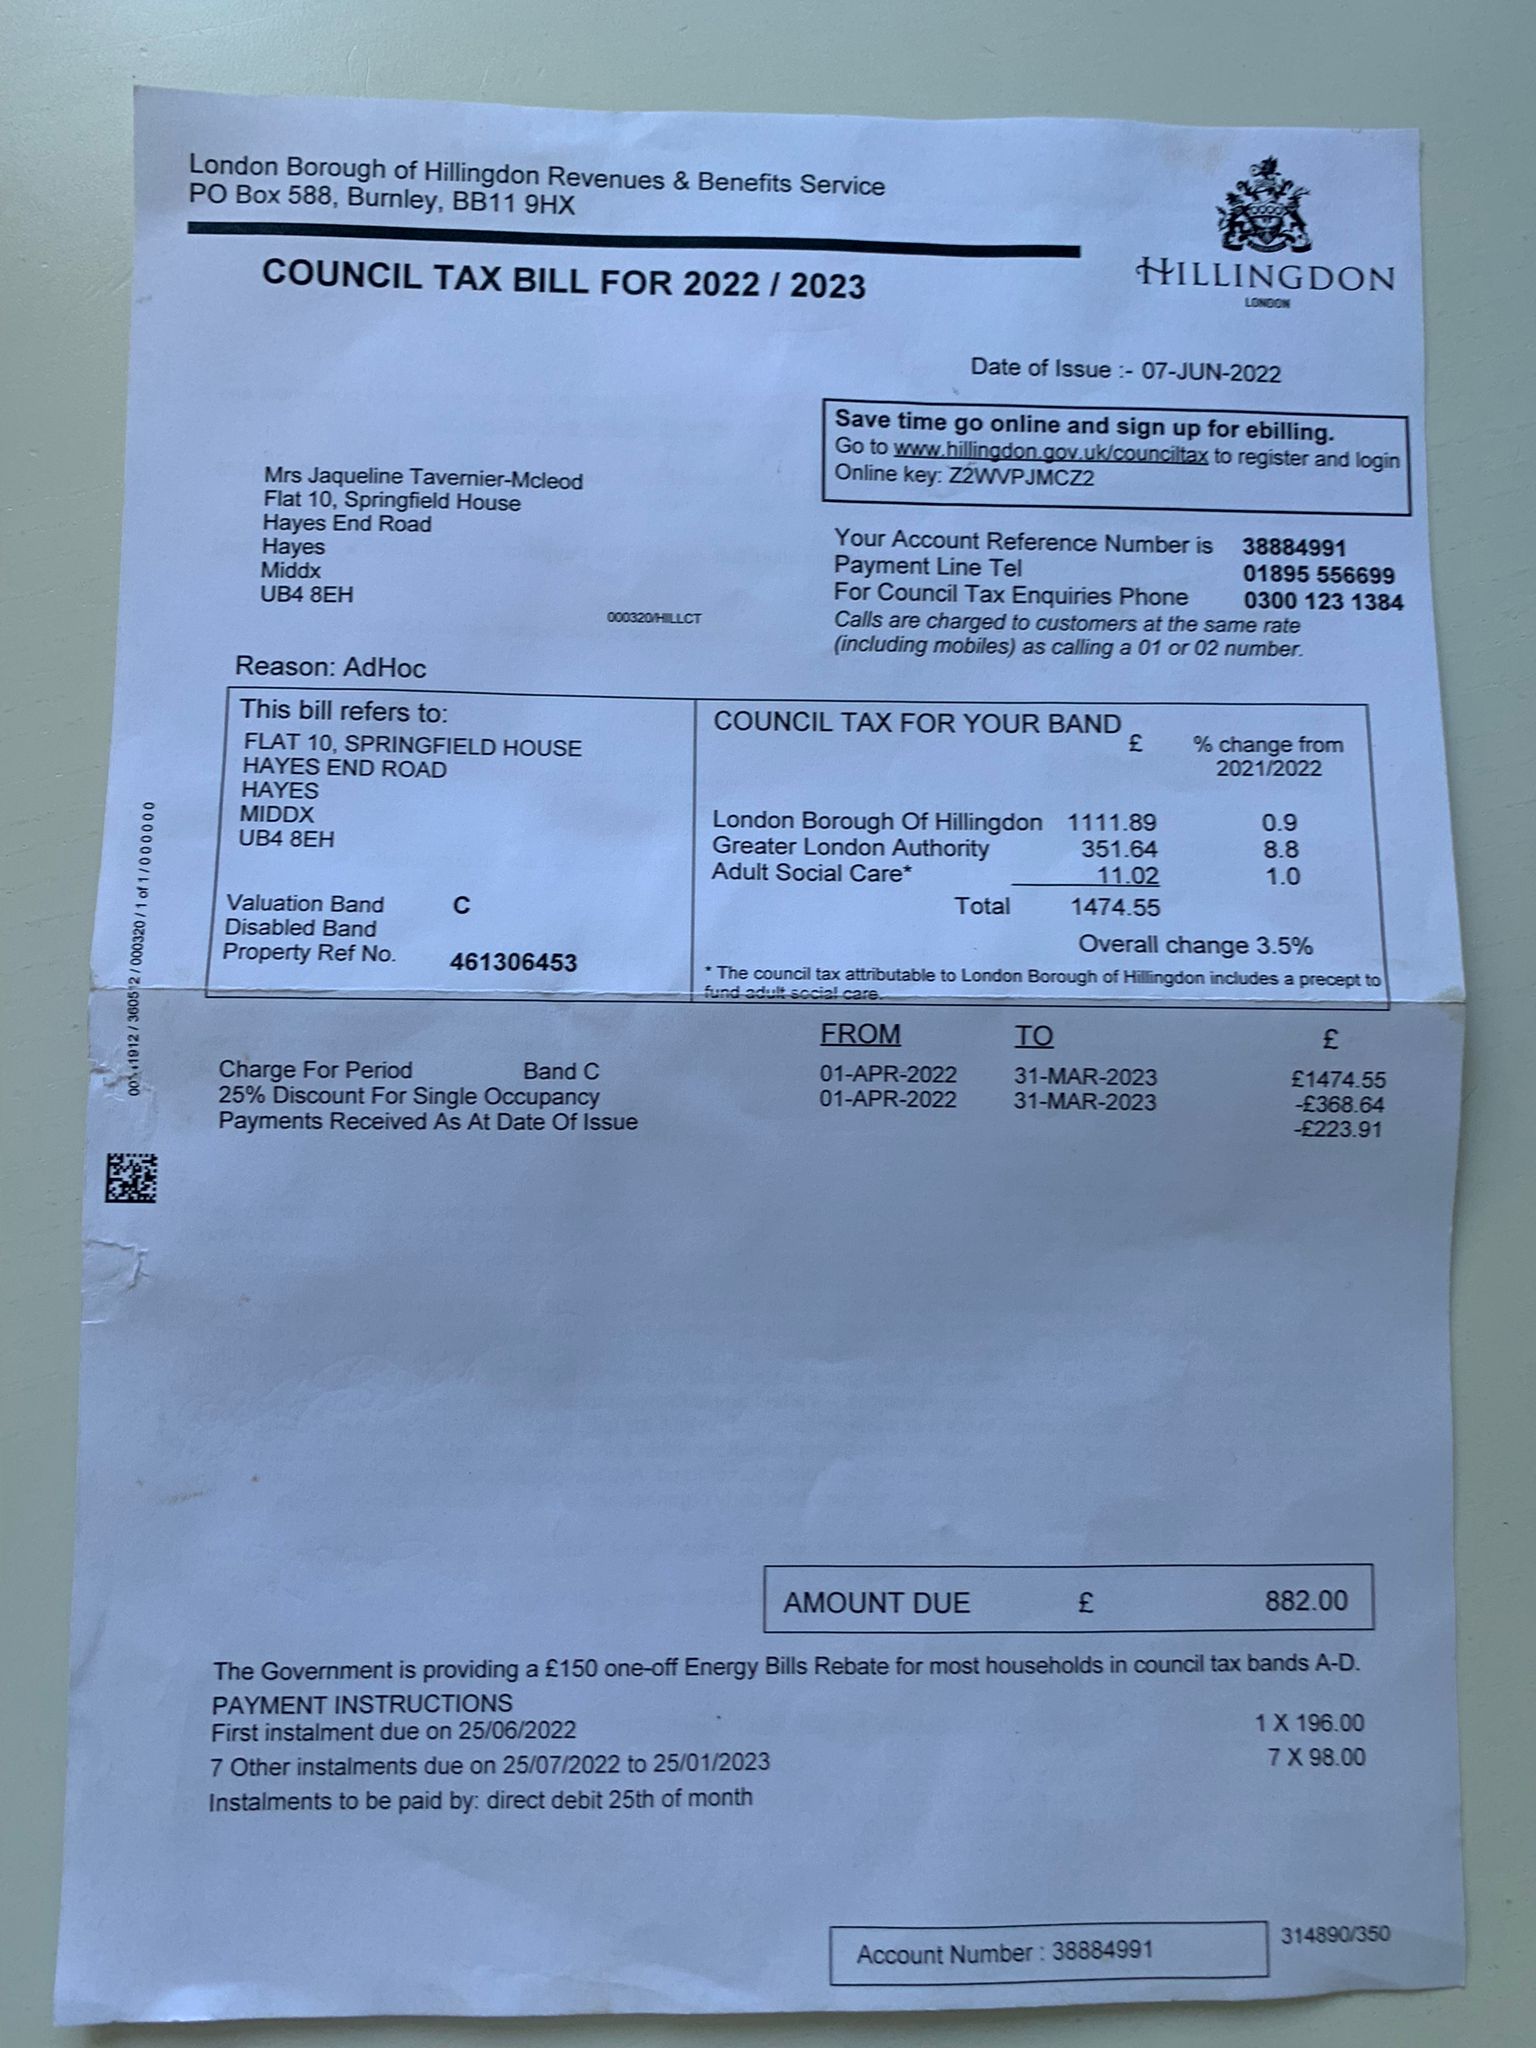 London Borough of Hillingdon Revenues & Benefits Service
PO Box 588, Burnley, BB11 9HX
HILLINGDON
LONDON
COUNCIL TAX BILL FOR 2022 / 2023
Date of Issue :- 07-JUN-2022
Save time go online and sign up for ebilling.
Go to www.hillingdon.gov.uk/counciltax to register and login
Online key: Z2WVPJMCZ2
Mrs Jaqueline Tavernier-Mcleod
Flat 10, Springfield House
Hayes End Road
Hayes
Middx
UB4 8EH
000320/HILLCT
Your Account Reference Number is 38884991
Payment Line Tel 01895 556699
For Council Tax Enquiries Phone 0300 123 1384
Calls are charged to customers at the same rate
(including mobiles) as calling a 01 or 02 number.
Reason: AdHoc
This bill refers to:
FLAT 10, SPRINGFIELD HOUSE
HAYES END ROAD
HAYES
MIDDX
UB4 8EH
Valuation Band C
Disabled Band
Property Ref No. 461306453
COUNCIL TAX FOR YOUR BAND
£ % change from
2021/2022
London Borough Of Hillingdon 1111.89 0.9
Greater London Authority 351.64 8.8
Adult Social Care* 11.02 1.0
Total 1474.55
Overall change 3.5%
* The council tax attributable to London Borough of Hillingdon includes a precept to
fund adult social care.
/ 000320 / 1 of 1 / 000000
FROM TO £
Charge For Period Band C 01-APR-2022 31-MAR-2023 £1474.55
25% Discount For Single Occupancy 01-APR-2022 31-MAR-2023 -£368.64
Payments Received As At Date Of Issue -£223.91
AMOUNT DUE £ 882.00
The Government is providing a £150 one-off Energy Bills Rebate for most households in council tax bands A-D.
PAYMENT INSTRUCTIONS
First instalment due on 25/06/2022 1 X 196.00
7 Other instalments due on 25/07/2022 to 25/01/2023 7 X 98.00
Instalments to be paid by: direct debit 25th of month
Account Number : 38884991
314890/350